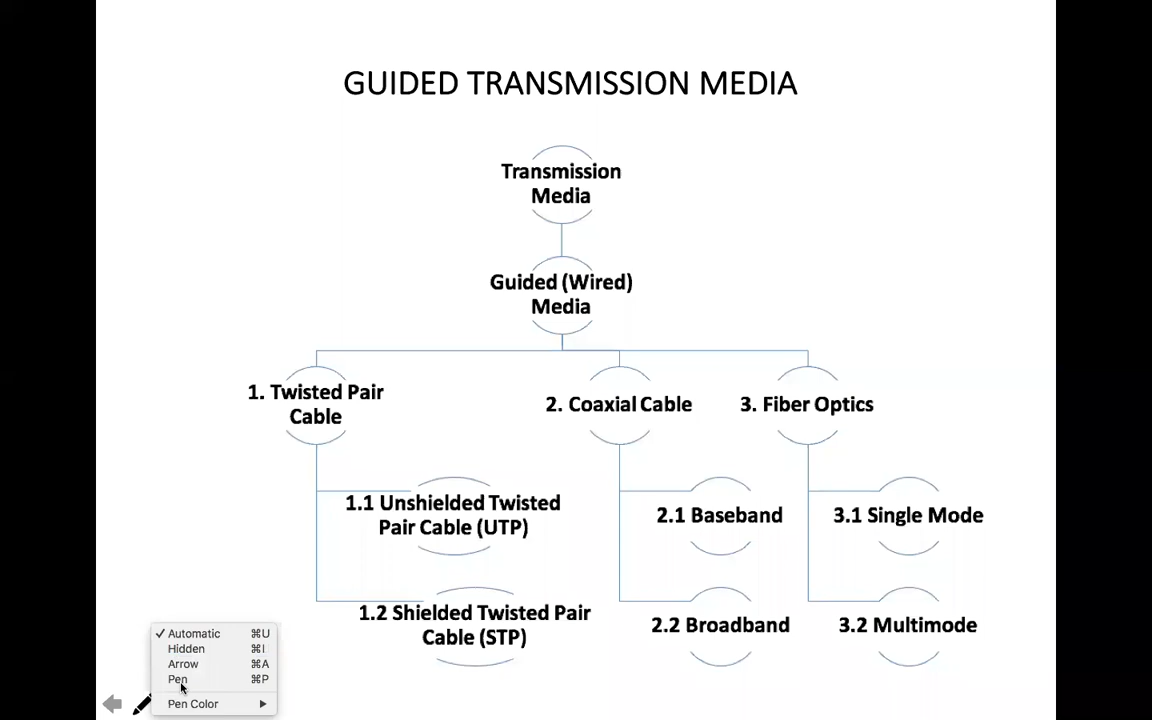 GUIDED TRANSMISSION MEDIA
Transmission
Media
Guided (Wired)
Media
1. Twisted Pair
Cable
2. Coaxial Cable
3. Fiber Optics
1.1 Unshielded Twisted
Pair Cable (UTP)
2.1 Baseband
3.1 Single Mode
1.2 Shielded Twisted Pair
Cable (STP)
2.2 Broadband
3.2 Multimode
✓ Automatic ⌘U
Hidden ⌘I
Arrow ⌘A
Pen ⌘P
Pen Color ▶